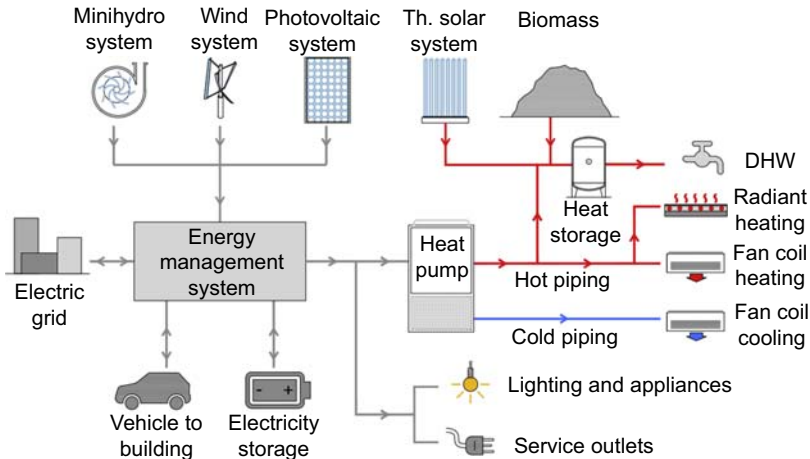 Minihydro
system
Wind
system
Photovoltaic
system
Th. solar
system
Biomass
DHW
Heat
storage
Radiant
heating
Energy
management
system
Heat
pump
Hot piping
Fan coil
heating
Electric
grid
Cold piping
Fan coil
cooling
Vehicle to
building
Electricity
storage
Lighting and appliances
Service outlets